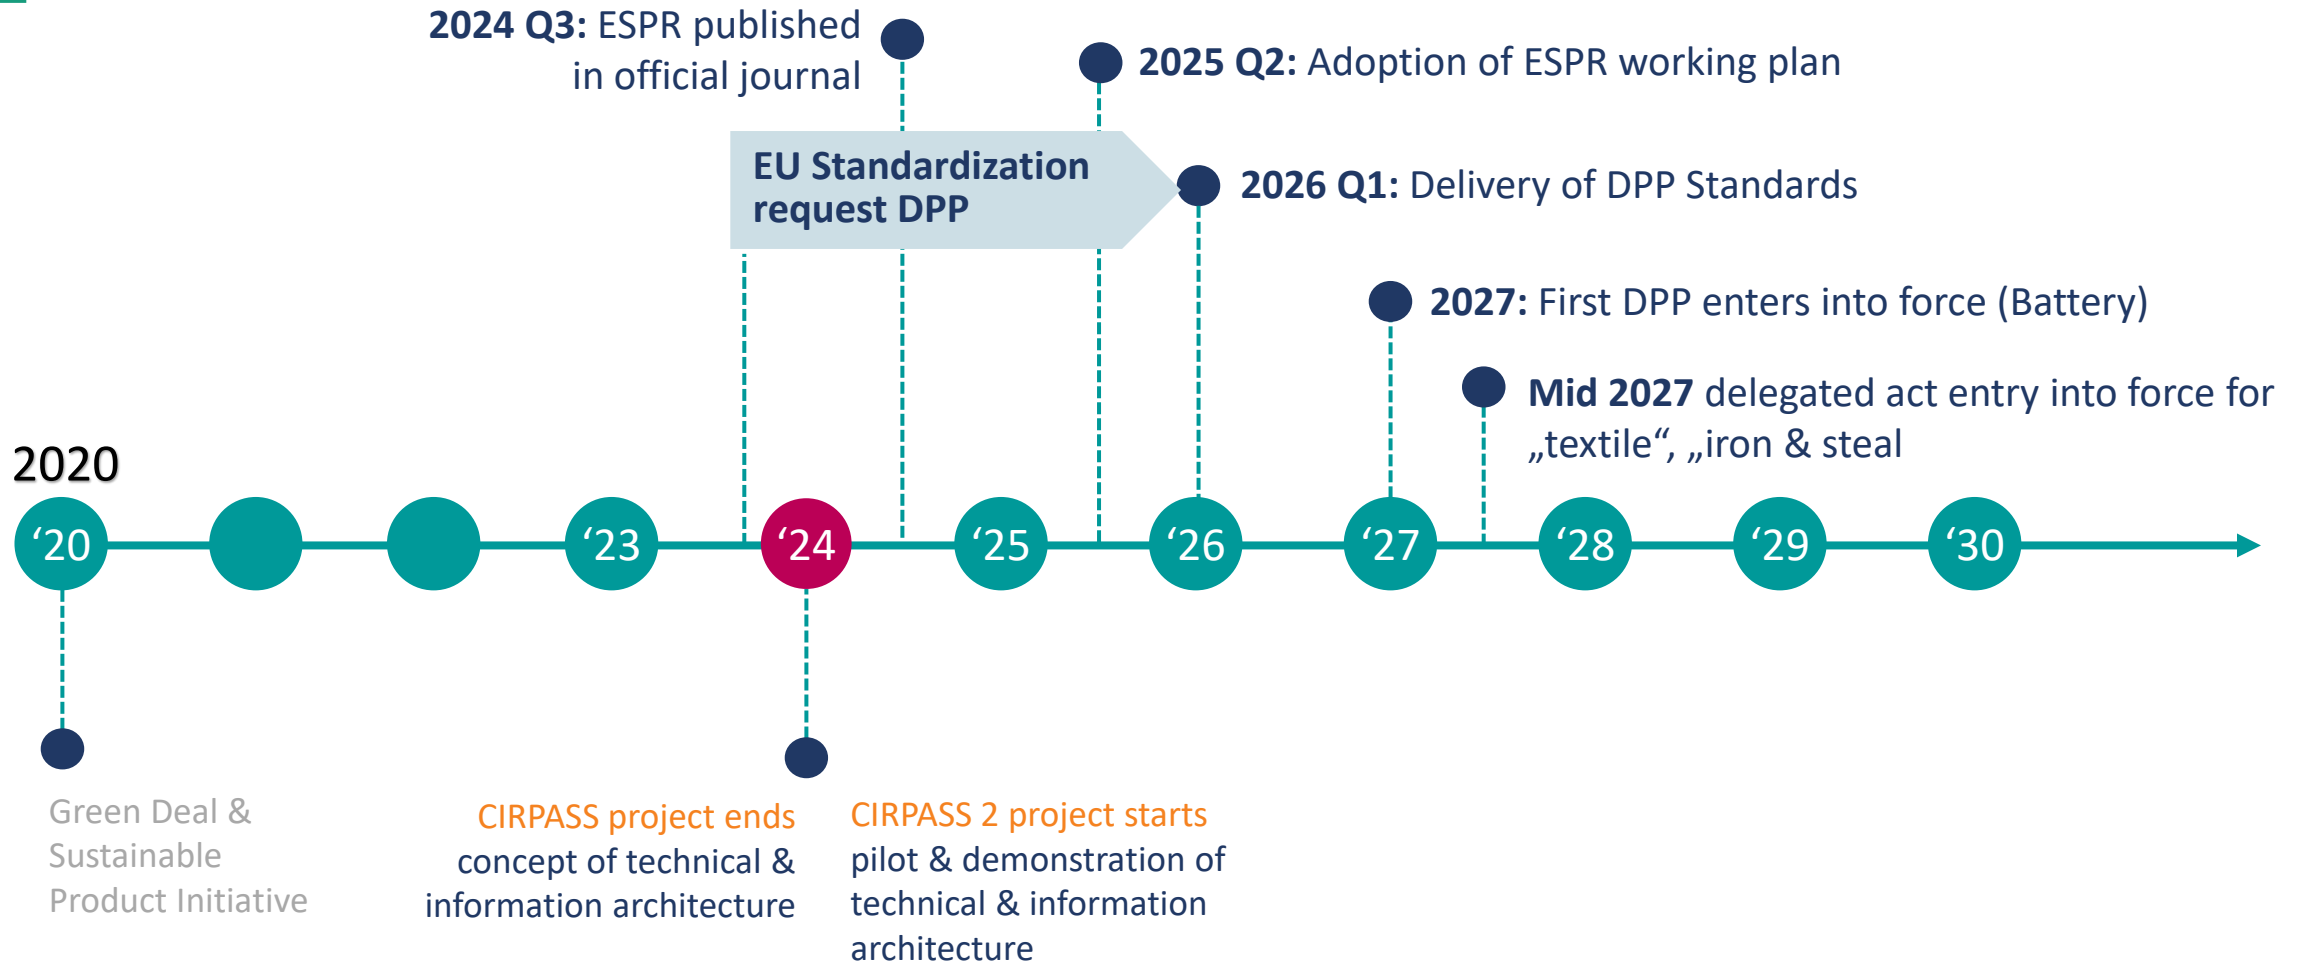 2024 Q3: ESPR published
in official journal
2025 Q2: Adoption of ESPR working plan
EU Standardization
request DPP
2026 Q1: Delivery of DPP Standards
2027: First DPP enters into force (Battery)
Mid 2027 delegated act entry into force for
„textile“, „iron & steal
2020
‘20
‘23
‘24
‘25
‘26
‘27
‘28
‘29
‘30
Green Deal &
Sustainable
Product Initiative
CIRPASS project ends
concept of technical &
information architecture
CIRPASS 2 project starts
pilot & demonstration of
technical & information
architecture